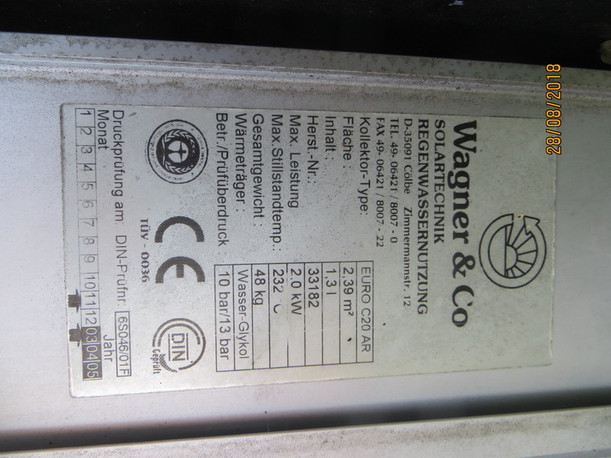 Wagner & Co
SOLARTECHNIK
REGENWASSERNUTZUNG
D-35091 Cölbe Zimmermannstr. 12
TEL. 49- 06421 / 8007 - 0
FAX 49- 06421 / 8007 - 22
Kollektor-Type: EURO C20 AR
Fläche : 2,39 m²
Inhalt : 1,3 l
Herst.-Nr.: 33182
Max. Leistung 2,0 kW
Max.Stillstandtemp.: 232
Gesamtgewicht : 48 kg
Wärmeträger : Wasser-Glykol
Betr./Prüfüberdruck 10 bar/13 bar
CE
TÜV - 0036
DIN
Geprüft
Druckprüfung am DIN-Prüfnr. 6S046/01F
Monat Jahr
1 2 3 4 5 6 7 8 9 10 11 12 03 04 05
28/08/2018